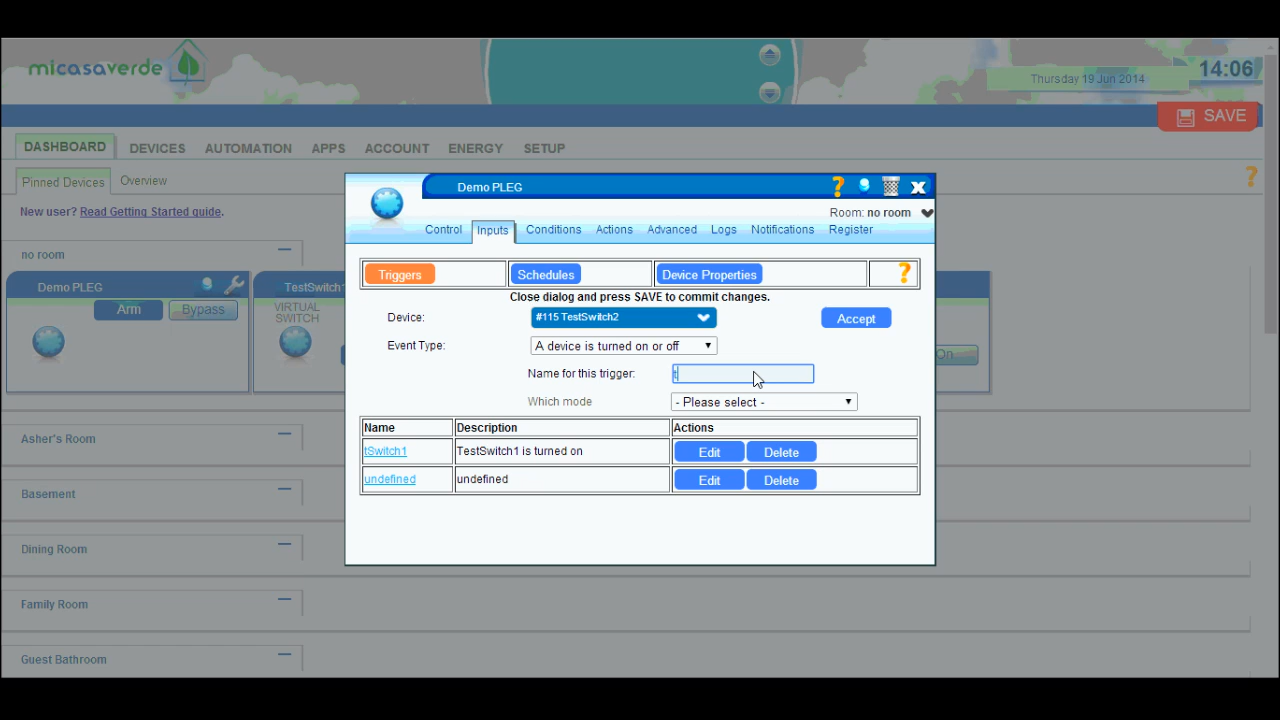 micasaverde
Thursday 19 Jun 2014
14:06
SAVE
DASHBOARD DEVICES AUTOMATION APPS ACCOUNT ENERGY SETUP
Pinned Devices Overview
?
New user? Read Getting Started guide.
no room
Demo PLEG
Arm Bypass
TestSwitch1
VIRTUAL
SWITCH
On
Asher's Room
Basement
Dining Room
Family Room
Guest Bathroom
Demo PLEG
? X
Room: no room
Control Inputs Conditions Actions Advanced Logs Notifications Register
Triggers Schedules Device Properties ?
Close dialog and press SAVE to commit changes.
Device: #115 TestSwitch2 Accept
Event Type: A device is turned on or off
Name for this trigger: t
Which mode - Please select -
Name Description Actions
tSwitch1 TestSwitch1 is turned on Edit Delete
undefined undefined Edit Delete